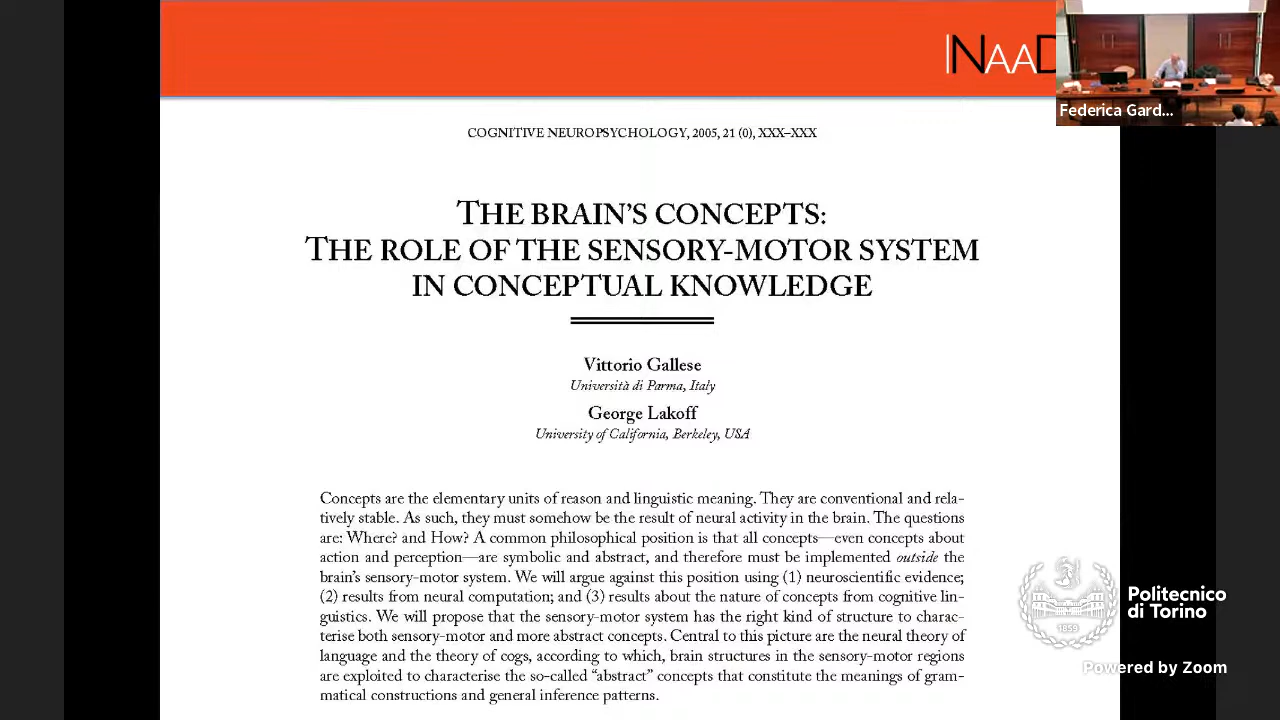 INAAD
Federica Gard...
COGNITIVE NEUROPSYCHOLOGY, 2005, 21 (0), XXX–XXX
THE BRAIN'S CONCEPTS:
THE ROLE OF THE SENSORY-MOTOR SYSTEM
IN CONCEPTUAL KNOWLEDGE
Vittorio Gallese
Università di Parma, Italy
George Lakoff
University of California, Berkeley, USA
Concepts are the elementary units of reason and linguistic meaning. They are conventional and rela-
tively stable. As such, they must somehow be the result of neural activity in the brain. The questions
are: Where? and How? A common philosophical position is that all concepts—even concepts about
action and perception—are symbolic and abstract, and therefore must be implemented outside the
brain's sensory-motor system. We will argue against this position using (1) neuroscientific evidence;
(2) results from neural computation; and (3) results about the nature of concepts from cognitive lin-
guistics. We will propose that the sensory-motor system has the right kind of structure to charac-
terise both sensory-motor and more abstract concepts. Central to this picture are the neural theory of
language and the theory of cogs, according to which, brain structures in the sensory-motor regions
are exploited to characterise the so-called “abstract” concepts that constitute the meanings of gram-
matical constructions and general inference patterns.
1859
Politecnico
di Torino
Powered by Zoom